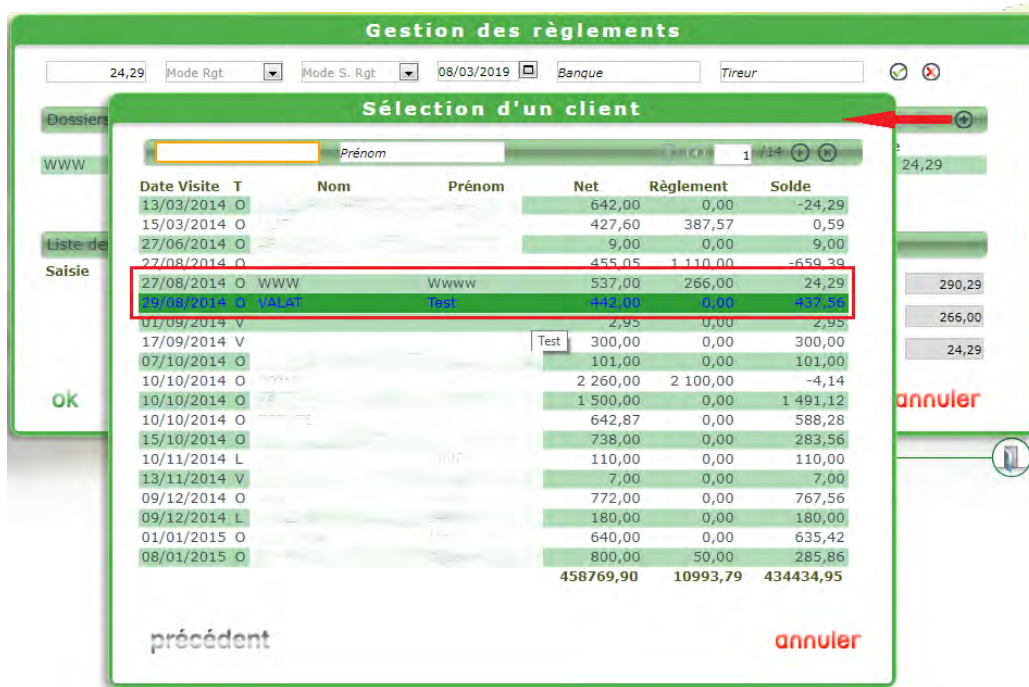 Gestion des règlements
24,29 Mode Rgt Mode S. Rgt 08/03/2019 Banque Tireur
Sélection d'un client
Dossiers
Prénom 1 /14
WWW 24,29
Date Visite T Nom Prénom Net Règlement Solde
13/03/2014 O 642,00 0,00 -24,29
15/03/2014 O 427,60 387,57 0,59
27/06/2014 O 9,00 0,00 9,00
27/08/2014 O 455,05 1 110,00 -659,39
27/08/2014 O WWW Wwww 537,00 266,00 24,29
29/08/2014 O VALAT Test 442,00 0,00 437,56
01/09/2014 V 2,95 0,00 2,95
17/09/2014 V 300,00 0,00 300,00
Test
07/10/2014 O 101,00 0,00 101,00
10/10/2014 O 2 260,00 2 100,00 -4,14
10/10/2014 O 1 500,00 0,00 1 491,12
10/10/2014 O 642,87 0,00 588,28
15/10/2014 O 738,00 0,00 283,56
10/11/2014 L 110,00 0,00 110,00
13/11/2014 V 7,00 0,00 7,00
09/12/2014 O 772,00 0,00 767,56
09/12/2014 L 180,00 0,00 180,00
01/01/2015 O 640,00 0,00 635,42
08/01/2015 O 800,00 50,00 285,86
458769,90 10993,79 434434,95
Liste de
Saisie
290,29
266,00
24,29
ok
annuler
précédent
annuler